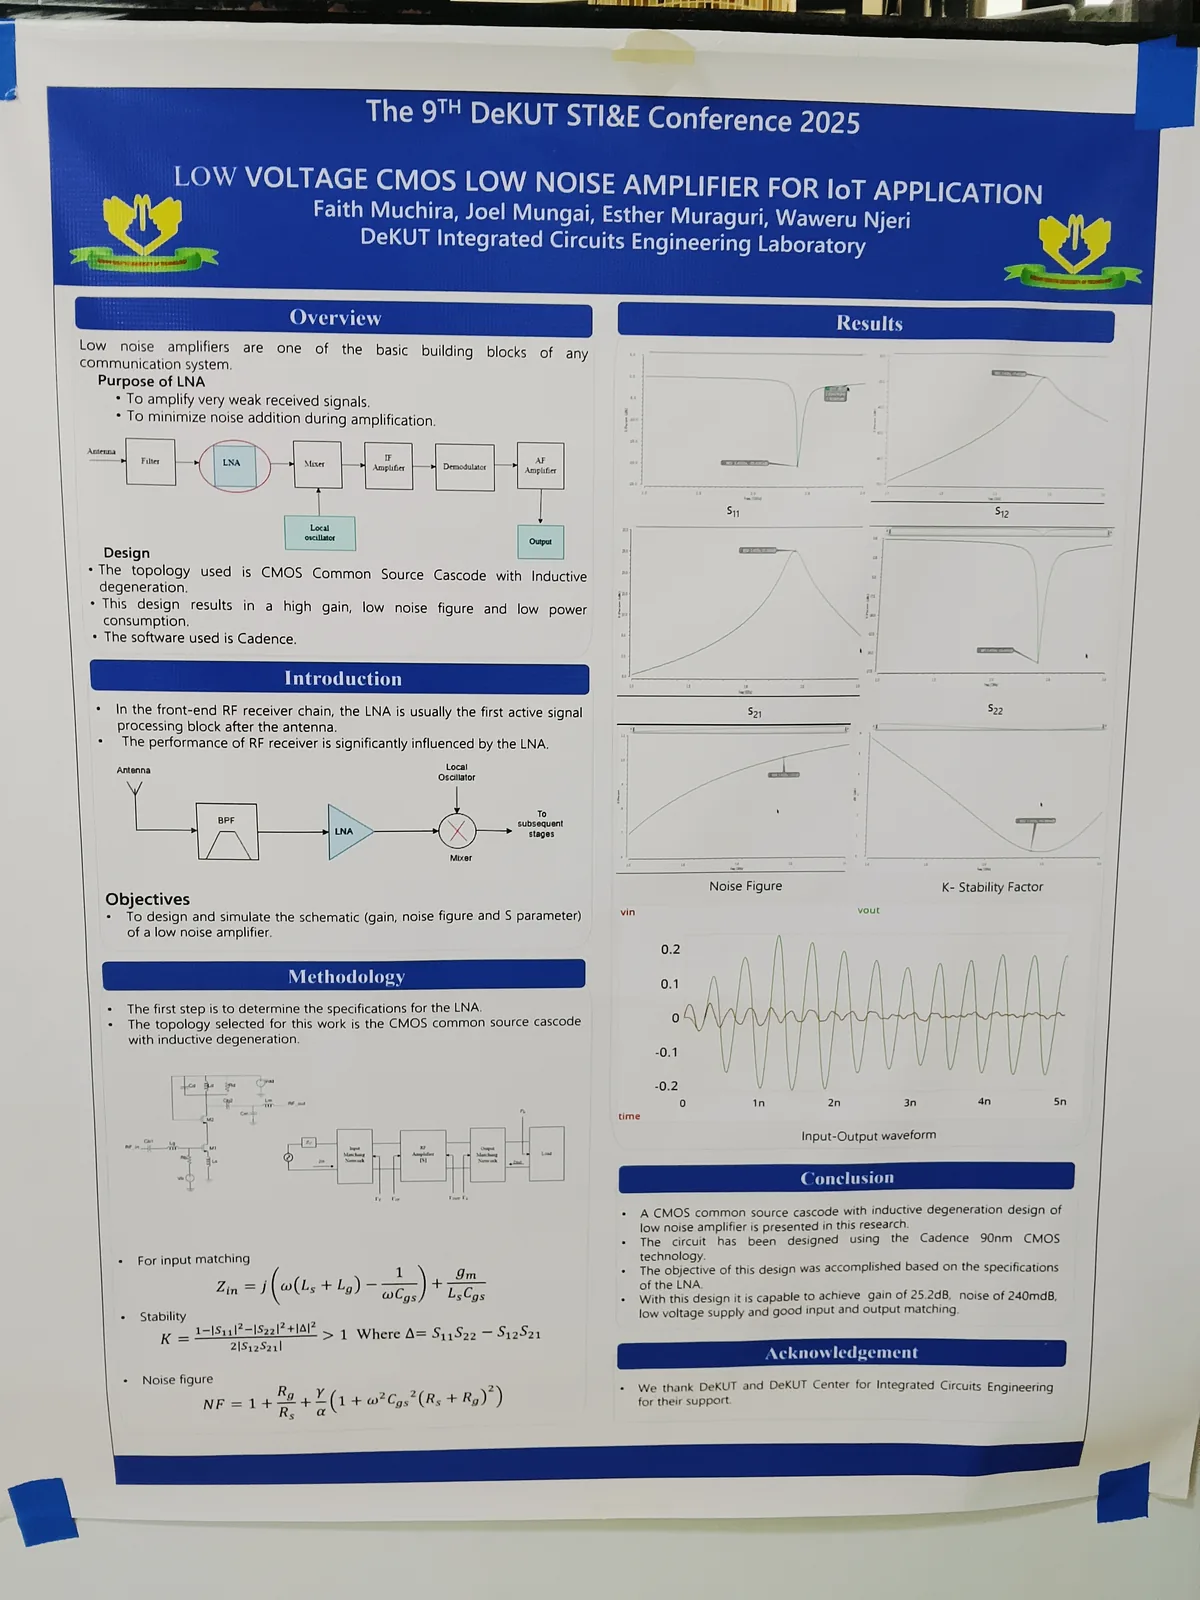 The 9TH DeKUT STI&E Conference 2025
LOW VOLTAGE CMOS LOW NOISE AMPLIFIER FOR IoT APPLICATION
Faith Muchira, Joel Mungai, Esther Muraguri, Waweru Njeri
DeKUT Integrated Circuits Engineering Laboratory
Overview
Low noise amplifiers are one of the basic building blocks of any
communication system.
Purpose of LNA
• To amplify very weak received signals.
• To minimize noise addition during amplification.
Antenna
Filter
LNA
Mixer
IF
Amplifier
Demodulator
AF
Amplifier
Local
oscillator
Output
Design
• The topology used is CMOS Common Source Cascode with Inductive
degeneration.
• This design results in a high gain, low noise figure and low power
consumption.
• The software used is Cadence.
Introduction
• In the front-end RF receiver chain, the LNA is usually the first active signal
processing block after the antenna.
• The performance of RF receiver is significantly influenced by the LNA.
Antenna
BPF
LNA
Local
Oscillator
Mixer
To
subsequent
stages
Objectives
• To design and simulate the schematic (gain, noise figure and S parameter)
of a low noise amplifier.
Methodology
• The first step is to determine the specifications for the LNA.
• The topology selected for this work is the CMOS common source cascode
with inductive degeneration.
RF_out
M2
M1
Lg
Ls
Input
Matching
Network
RF
Amplifier
[S]
Output
Matching
Network
Load
• For input matching
Zin = j(ω(Ls + Lg) − 1/ωCgs) + gm/LsCgs
• Stability
K = 1−|S11|²−|S22|²+|Δ|² / 2|S12S21| > 1 Where Δ= S11S22 − S12S21
• Noise figure
NF = 1 + Rg/Rs + γ/α (1 + ω²Cgs²(Rs + Rg)²)
Results
S11
S12
S21
S22
Noise Figure
K- Stability Factor
vin
vout
0.2
0.1
0
-0.1
-0.2
0 1n 2n 3n 4n 5n
time
Input-Output waveform
Conclusion
• A CMOS common source cascode with inductive degeneration design of
low noise amplifier is presented in this research.
• The circuit has been designed using the Cadence 90nm CMOS
technology.
• The objective of this design was accomplished based on the specifications
of the LNA.
• With this design it is capable to achieve gain of 25.2dB, noise of 240mdB,
low voltage supply and good input and output matching.
Acknowledgement
• We thank DeKUT and DeKUT Center for Integrated Circuits Engineering
for their support.